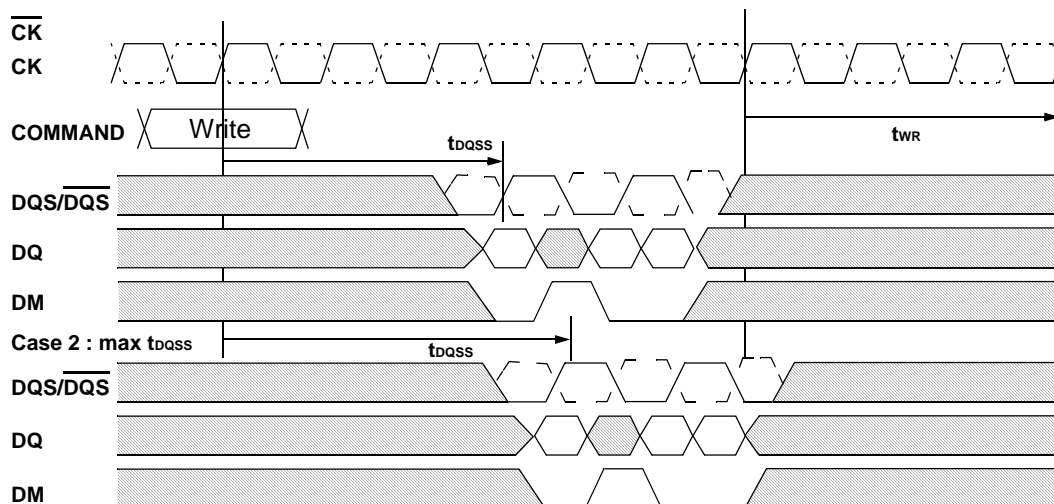 CK
CK
COMMAND
Write
tWR
tDQSS
DQS/DQS
DQ
DM
Case 2 : max tDQSS
tDQSS
DQS/DQS
DQ
DM